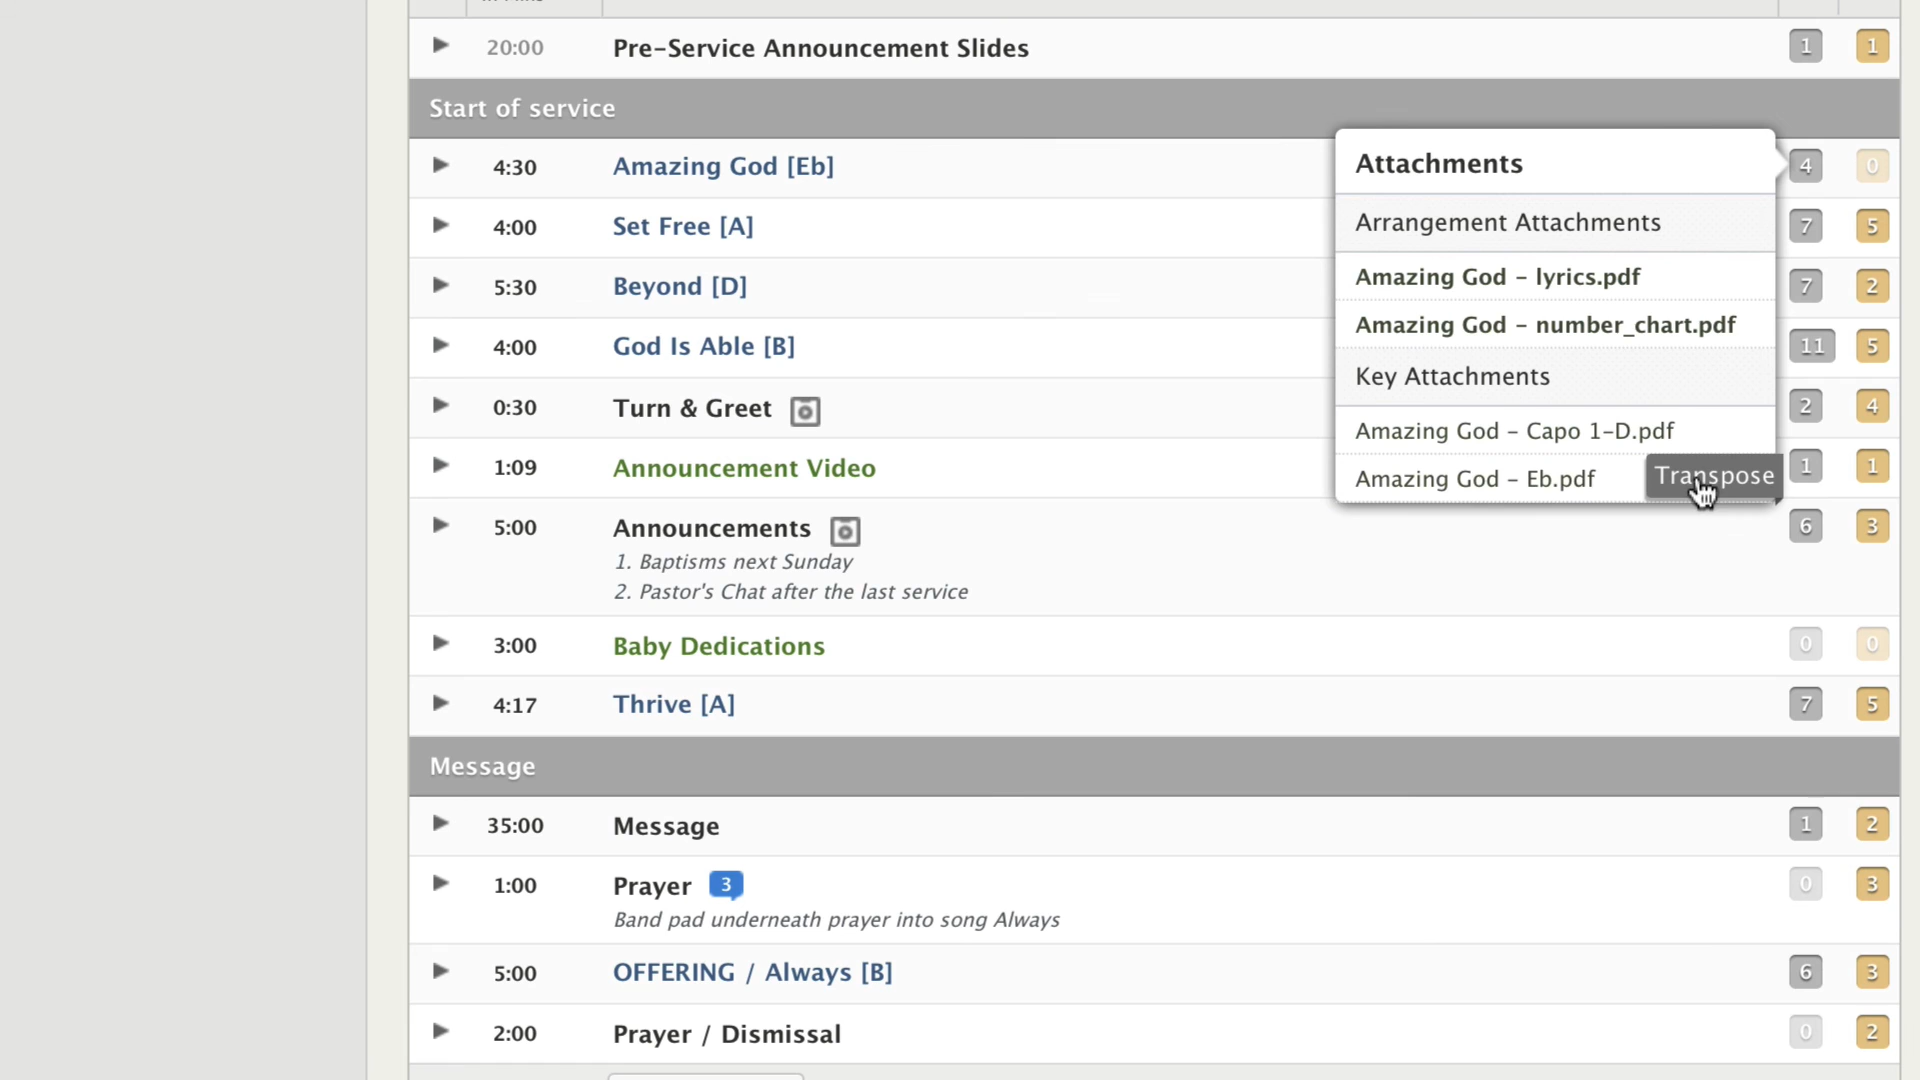 20:00 Pre-Service Announcement Slides 1 1
Start of service
4:30 Amazing God [Eb] 4 0
4:00 Set Free [A] 7 5
5:30 Beyond [D] 7 2
4:00 God Is Able [B] 11 5
0:30 Turn & Greet 2 4
1:09 Announcement Video 1 1
5:00 Announcements 6 3
1. Baptisms next Sunday
2. Pastor's Chat after the last service
3:00 Baby Dedications 0 0
4:17 Thrive [A] 7 5
Attachments
Arrangement Attachments
Amazing God - lyrics.pdf
Amazing God - number_chart.pdf
Key Attachments
Amazing God - Capo 1-D.pdf
Amazing God - Eb.pdf Transpose
Message
35:00 Message 1 2
1:00 Prayer 3 0 3
Band pad underneath prayer into song Always
5:00 OFFERING / Always [B] 6 3
2:00 Prayer / Dismissal 0 2